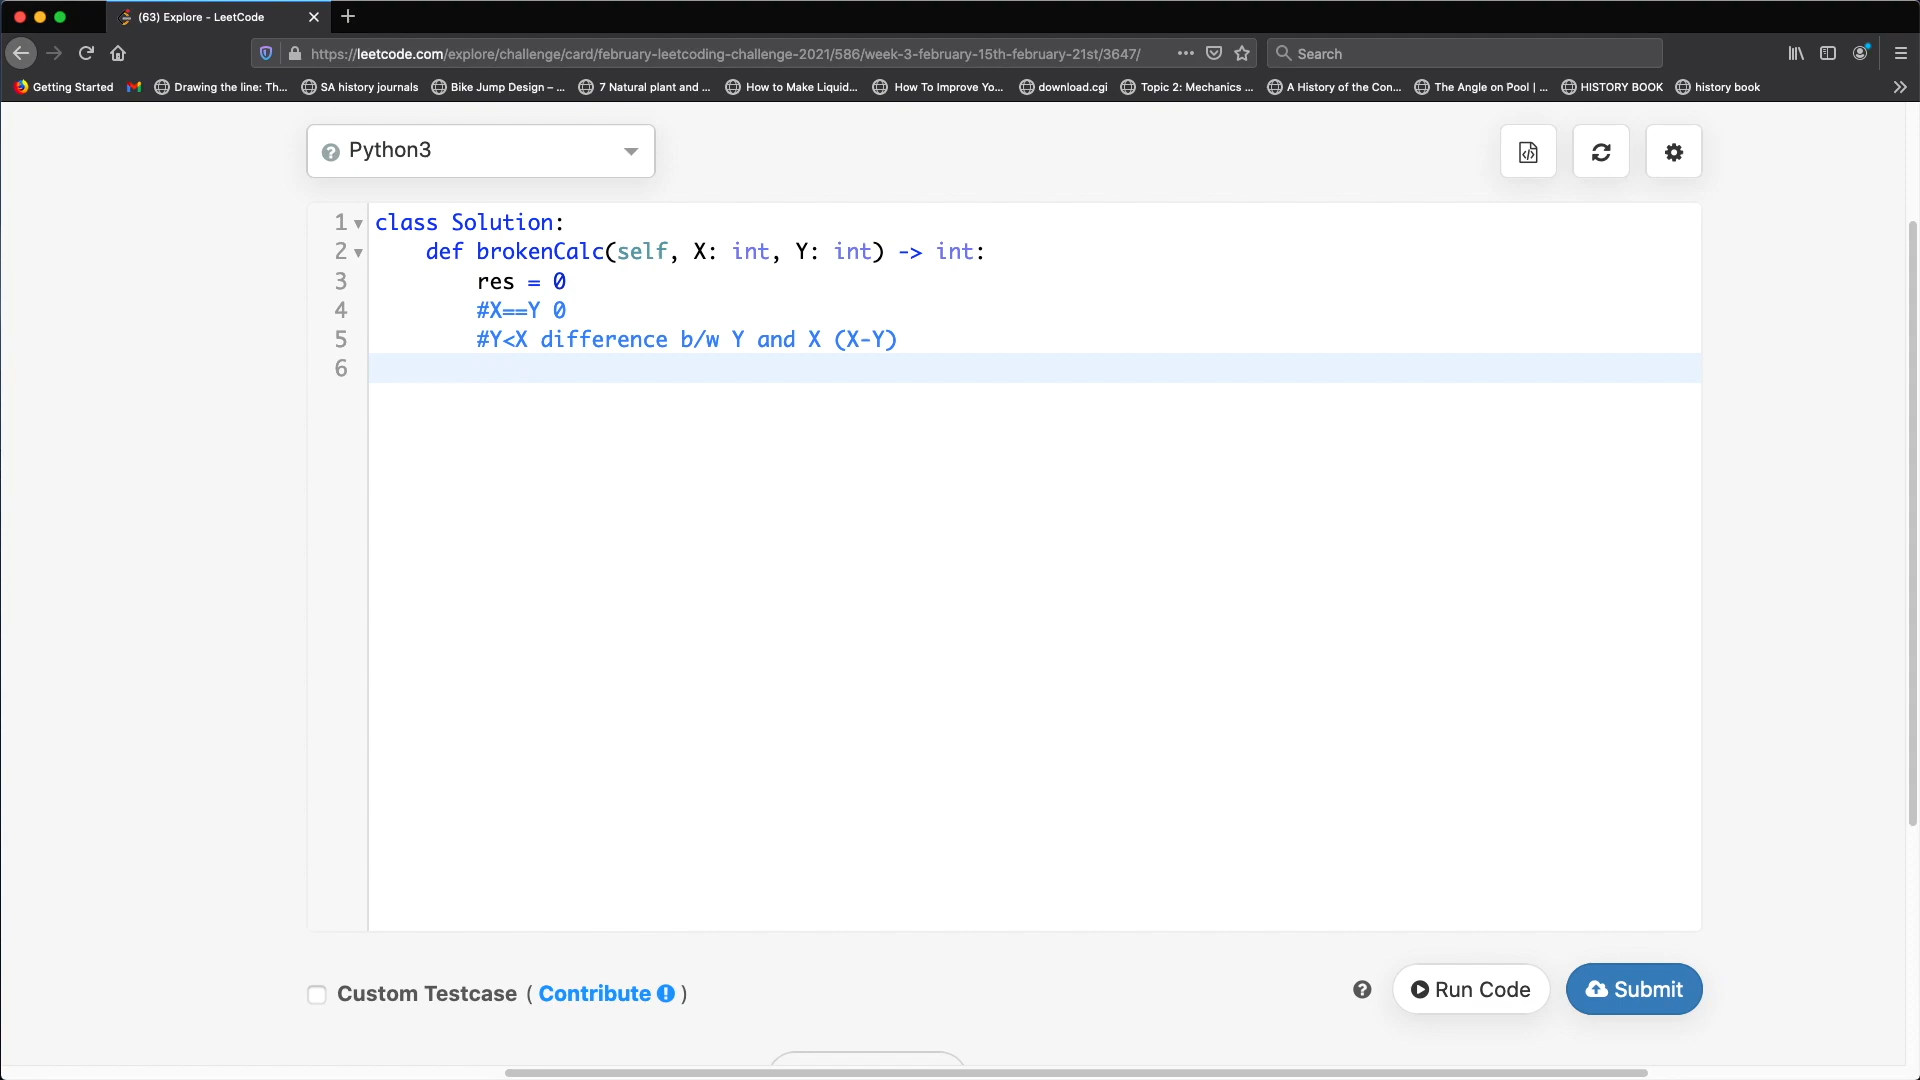 (63) Explore - LeetCode
https://leetcode.com/explore/challenge/card/february-leetcoding-challenge-2021/586/week-3-february-15th-february-21st/3647/
Search
Getting Started
Drawing the line: Th...
SA history journals
Bike Jump Design – ...
7 Natural plant and ...
How to Make Liquid...
How To Improve Yo...
download.cgi
Topic 2: Mechanics ...
A History of the Con...
The Angle on Pool | ...
HISTORY BOOK
history book
Python3
1 class Solution:
2 def brokenCalc(self, X: int, Y: int) -> int:
3 res = 0
4 #X==Y 0
5 #Y<X difference b/w Y and X (X-Y)
6
Custom Testcase ( Contribute )
Run Code
Submit